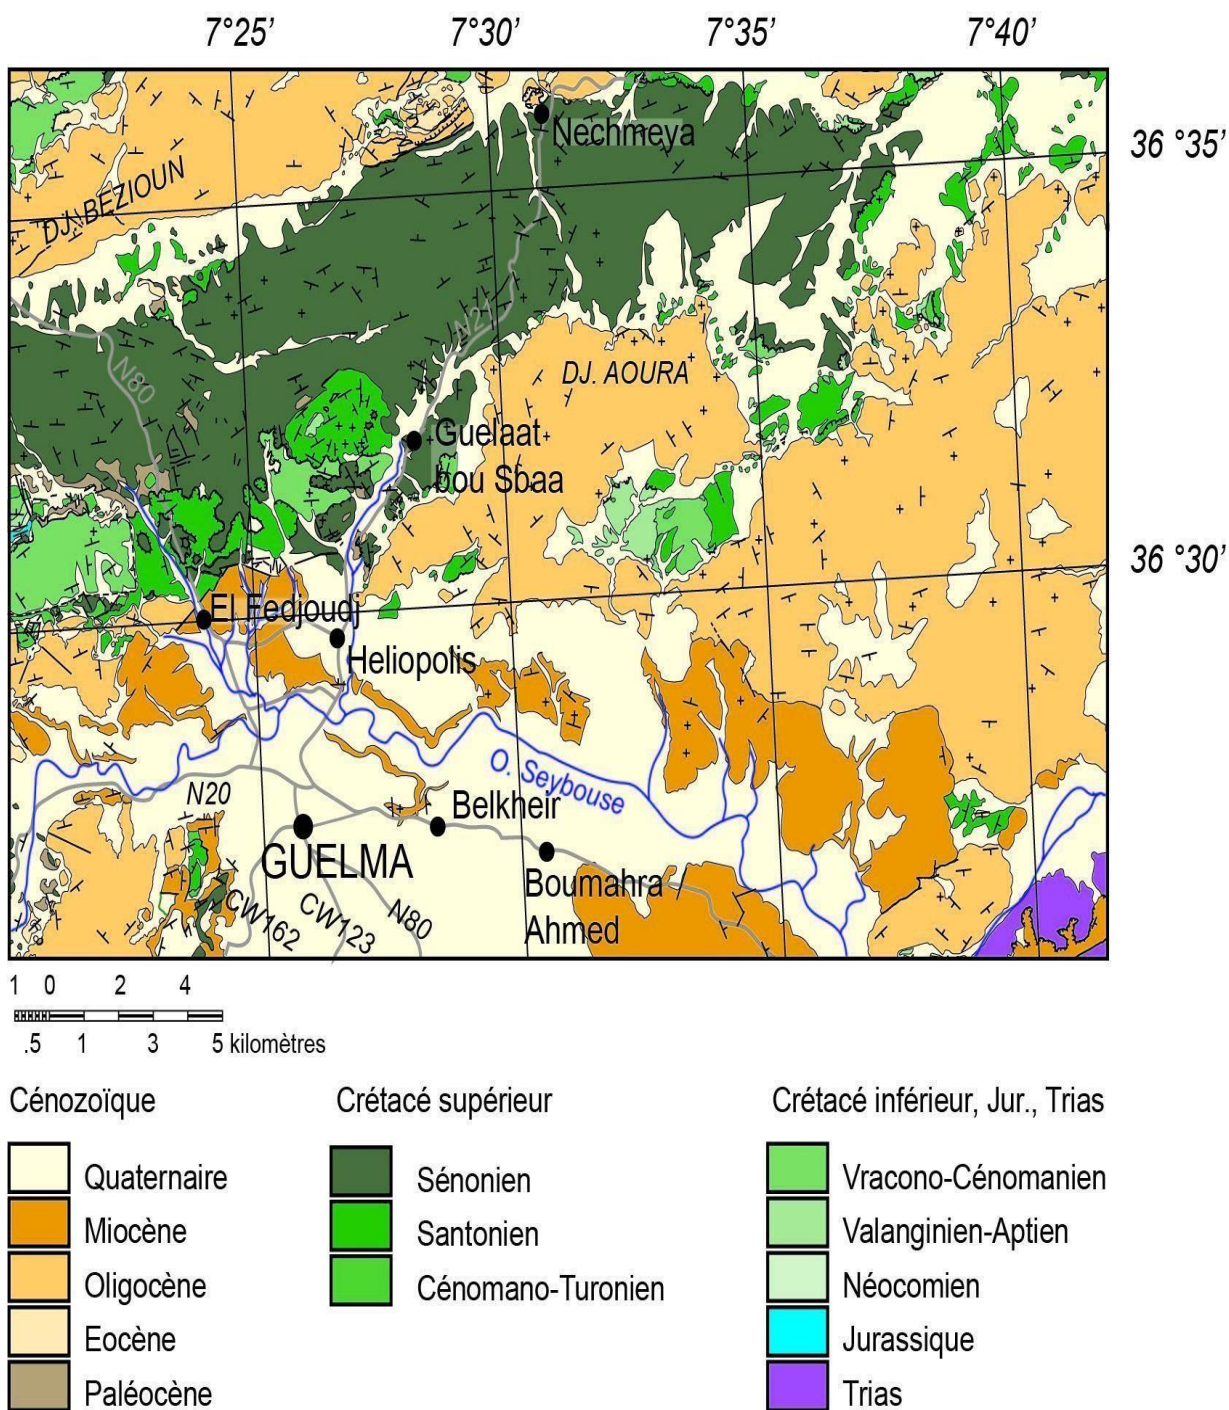 7°25’ 7°30’ 7°35’ 7°40’
Nechmeya
36 °35’
DJ. BEZIOUN
N21
N80
DJ. AOURA
Guelaat
bou Sbaa
36 °30’
El Fedjoudj
Heliopolis
O. Seybouse
N20
Belkheir
GUELMA
Boumahra
Ahmed
CW162
CW123
N80
1 0 2 4
.5 1 3 5 kilomètres
Cénozoïque
Quaternaire
Miocène
Oligocène
Eocène
Paléocène
Crétacé supérieur
Sénonien
Santonien
Cénomano-Turonien
Crétacé inférieur, Jur., Trias
Vracono-Cénomanien
Valanginien-Aptien
Néocomien
Jurassique
Trias